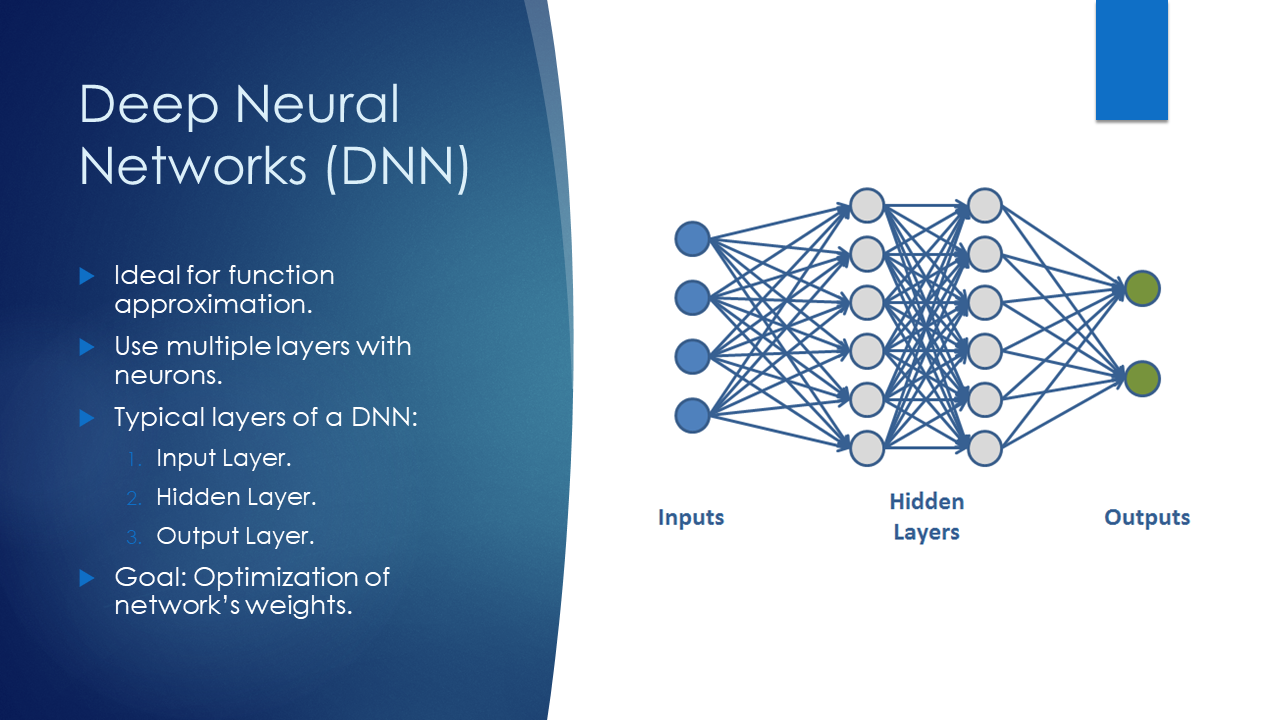 Deep Neural
Networks (DNN)
Ideal for function
approximation.
Use multiple layers with
neurons.
Typical layers of a DNN:
1. Input Layer.
2. Hidden Layer.
3. Output Layer.
Goal: Optimization of
network's weights.
Inputs
Hidden
Layers
Outputs